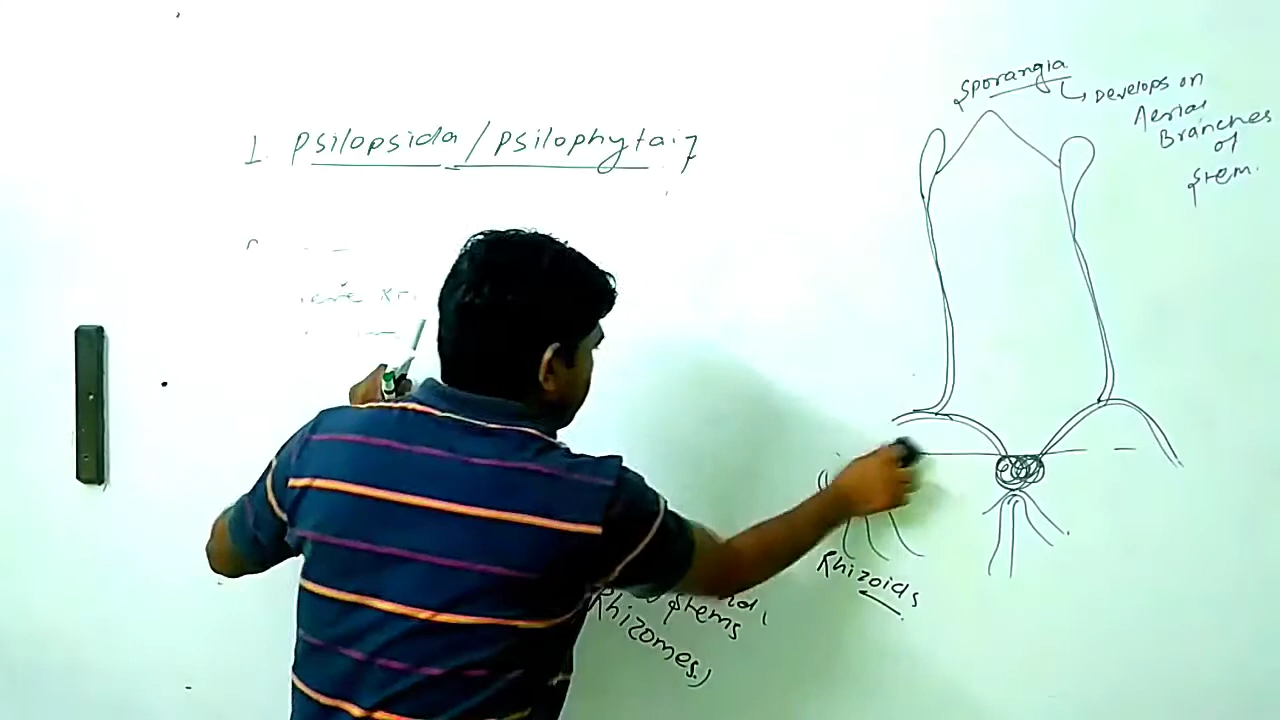 1. Psilopsida / Psilophyta:-
Sporangia
Develops on
Aerial
Branches
of
Stem.
Rhizoids
Stems
Rhizomes.)